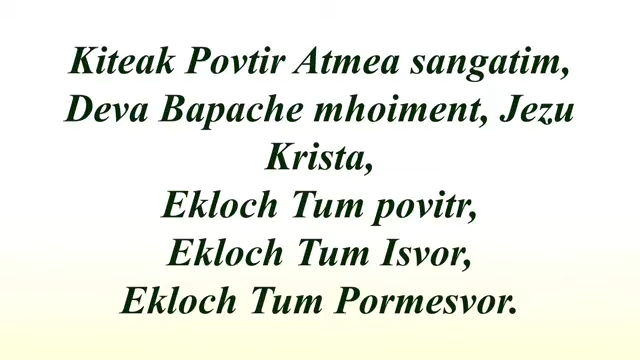 Kiteak Povtir Atmea sangatim,
Deva Bapache mhoiment, Jezu
Krista,
Ekloch Tum povitr,
Ekloch Tum Isvor,
Ekloch Tum Pormesvor.